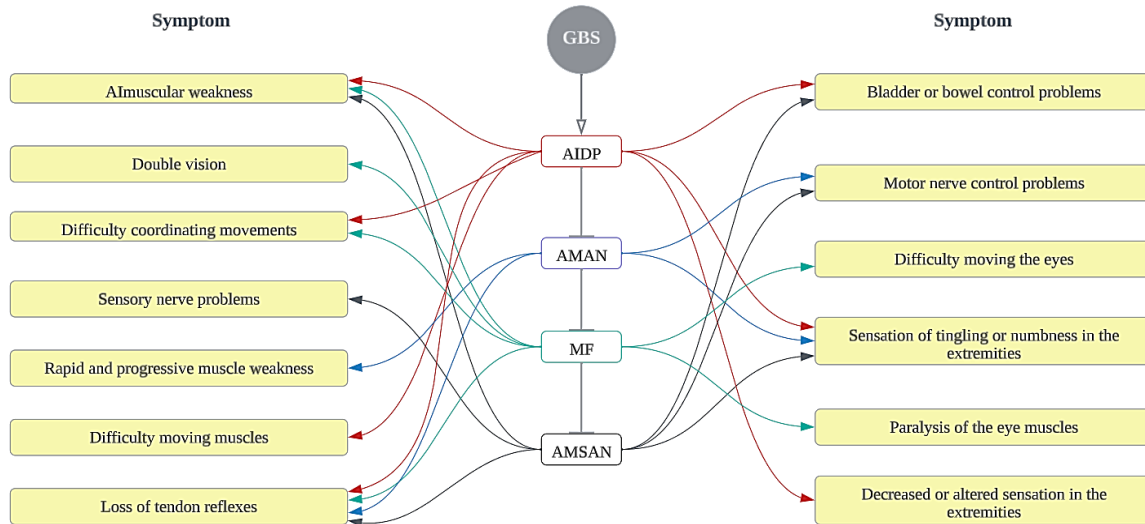 Symptom
GBS
Symptom
AImuscular weakness
Double vision
Difficulty coordinating movements
Sensory nerve problems
Rapid and progressive muscle weakness
Difficulty moving muscles
Loss of tendon reflexes
AIDP
AMAN
MF
AMSAN
Bladder or bowel control problems
Motor nerve control problems
Difficulty moving the eyes
Sensation of tingling or numbness in the
extremities
Paralysis of the eye muscles
Decreased or altered sensation in the
extremities